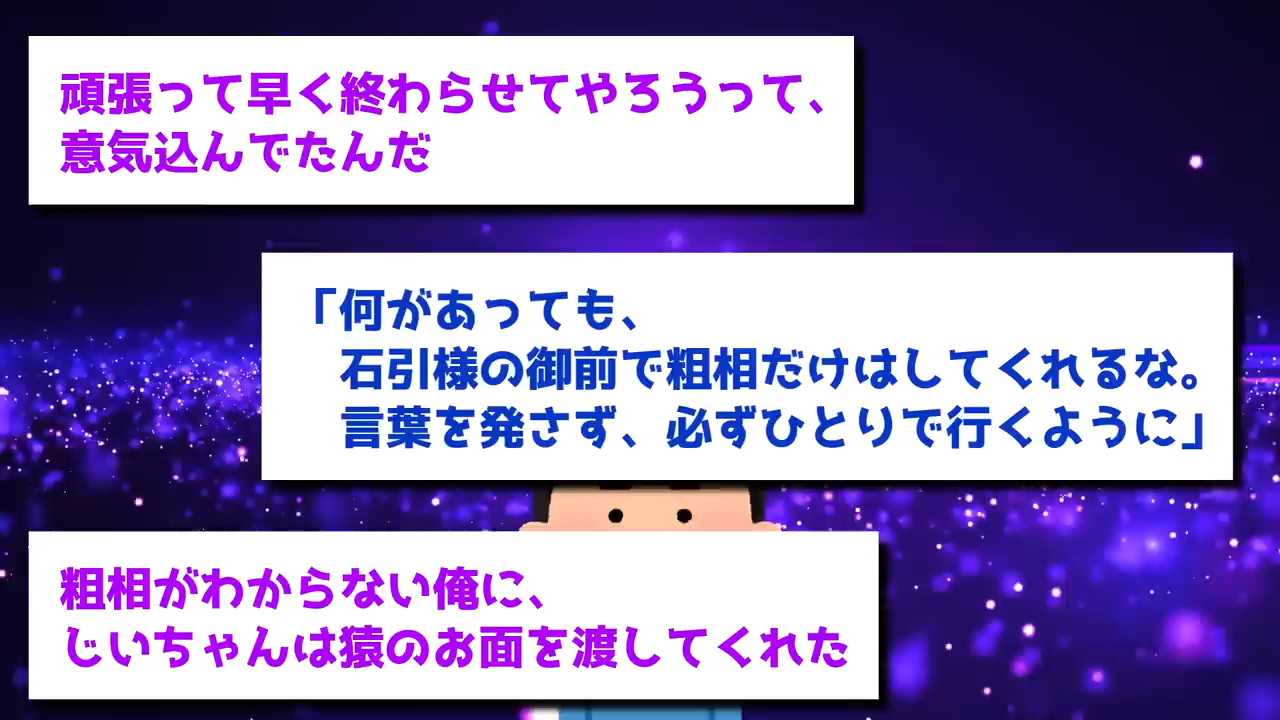 頑張って早く終わらせてやろうって、
意気込んでたんだ
「何があっても、
石引様の御前で粗相だけはしてくれるな。
言葉を発さず、必ずひとりで行くように」
粗相がわからない俺に、
じいちゃんは猿のお面を渡してくれた